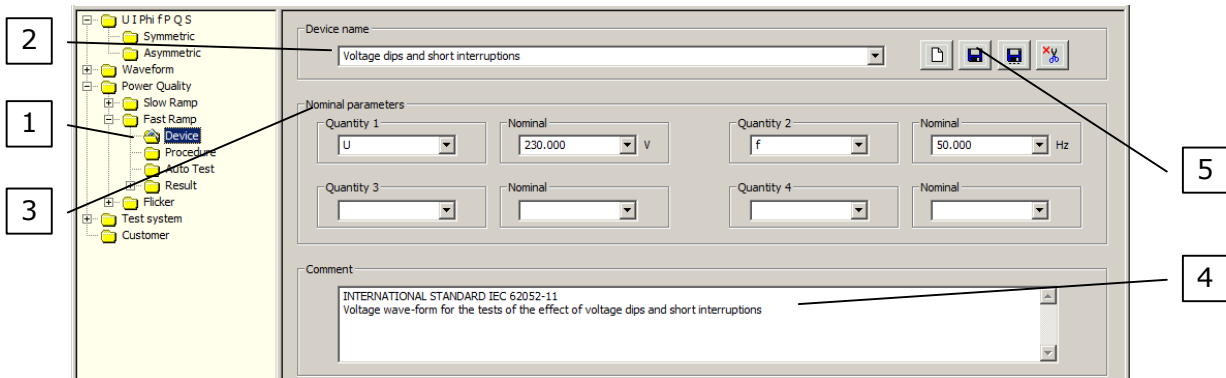 U I Phi f P Q S
Symmetric
Asymmetric
Waveform
Power Quality
Slow Ramp
Fast Ramp
Device
Procedure
Auto Test
Result
Flicker
Test system
Customer
2
1
3
Device name
Voltage dips and short interruptions
Nominal parameters
Quantity 1 Nominal Quantity 2 Nominal
U 230.000 V f 50.000 Hz
Quantity 3 Nominal Quantity 4 Nominal
Comment
INTERNATIONAL STANDARD IEC 62052-11
Voltage wave-form for the tests of the effect of voltage dips and short interruptions
5
4